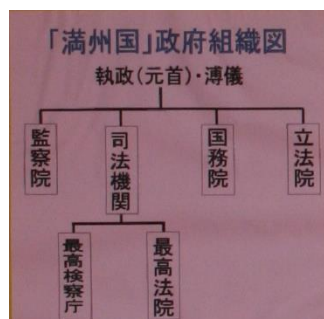 「満州国」政府組織図
執政(元首)・溥儀
監察院
司法機関
国務院
立法院
最高検察庁
最高法院